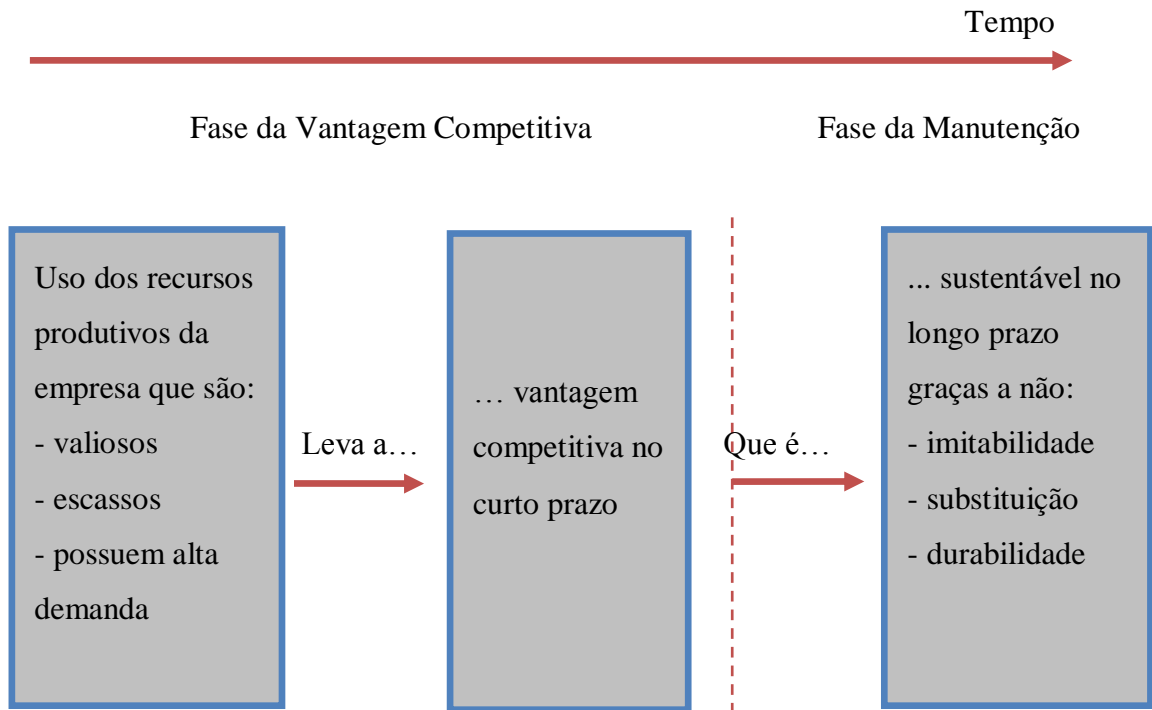 Tempo
Fase da Vantagem Competitiva
Fase da Manutenção
Uso dos recursos
produtivos da
empresa que são:
- valiosos
- escassos
- possuem alta
demanda
Leva a…
… vantagem
competitiva no
curto prazo
Que é…
... sustentável no
longo prazo
graças a não:
- imitabilidade
- substituição
- durabilidade